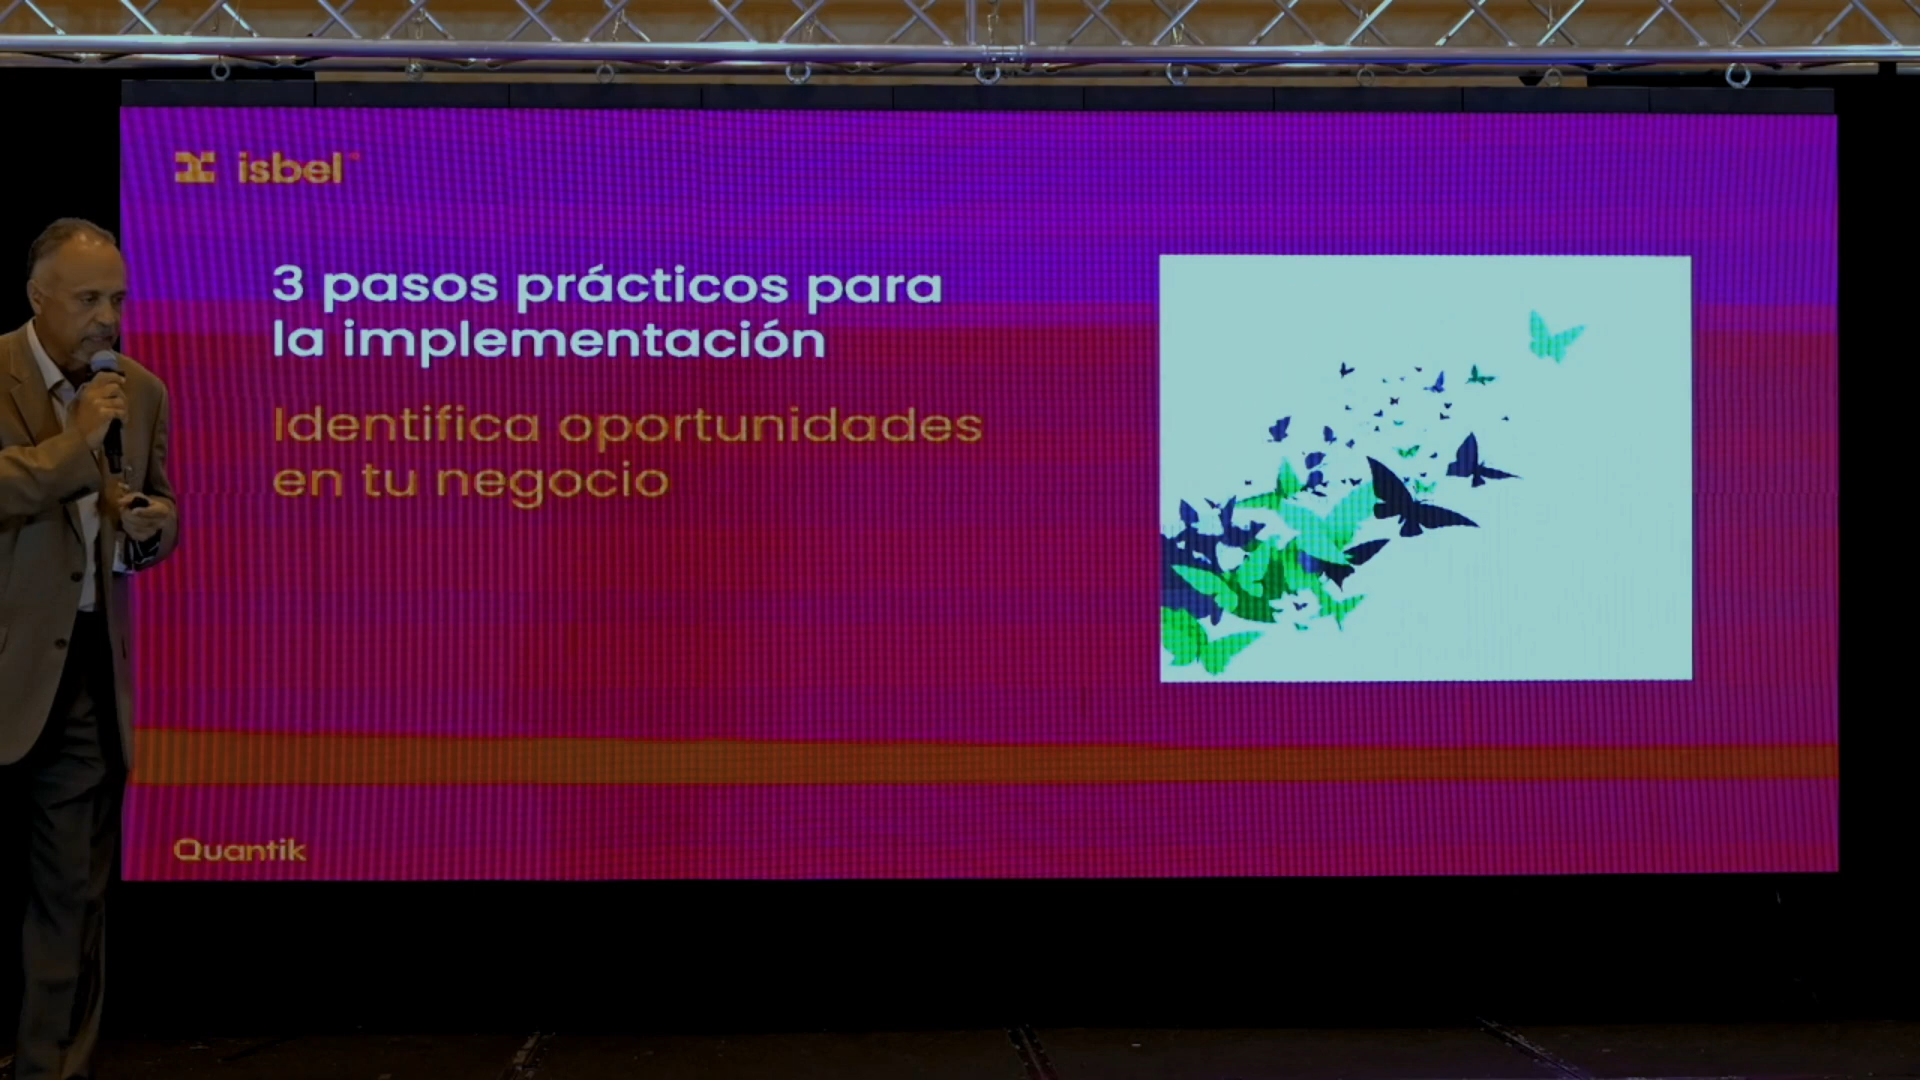 isbel
3 pasos prácticos para
la implementación
Identifica oportunidades
en tu negocio
Quantik